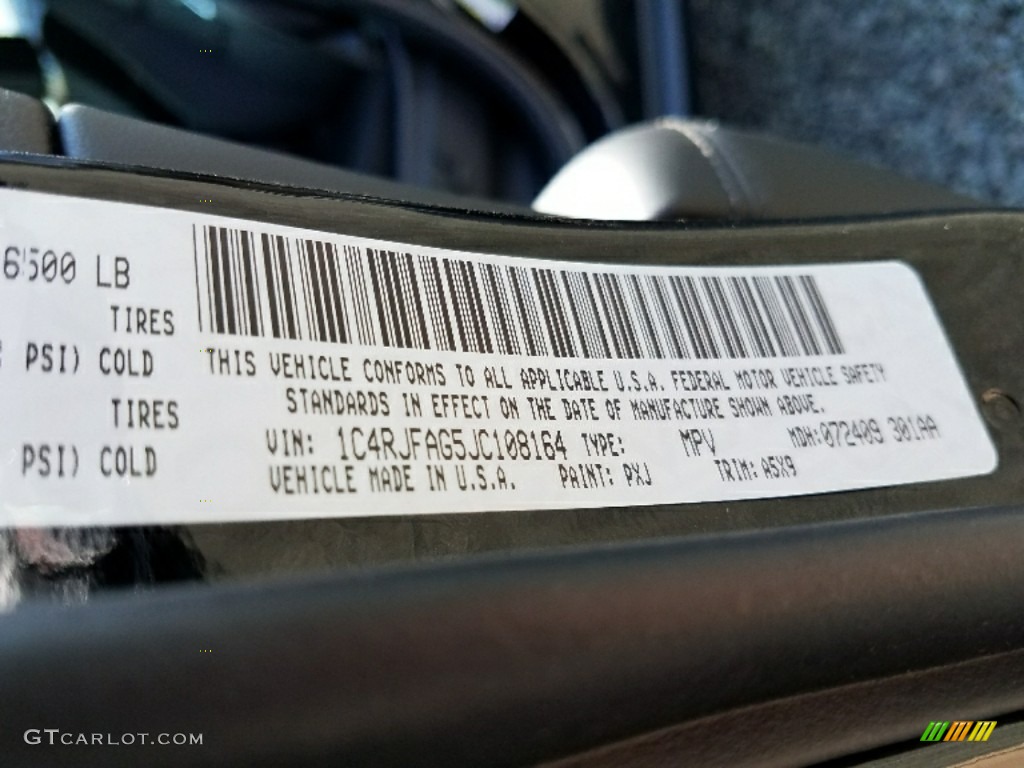 6500 LB
TIRES
PSI) COLD
TIRES
PSI) COLD
THIS VEHICLE CONFORMS TO ALL APPLICABLE U.S.A. FEDERAL MOTOR VEHICLE SAFETY
STANDARDS IN EFFECT ON THE DATE OF MANUFACTURE SHOWN ABOVE.
VIN: 1C4RJFAG5JC108164 TYPE: MPV MDH:072409 301AA
VEHICLE MADE IN U.S.A. PAINT: PXJ TRIM: A5X9
GTCARLOT.COM